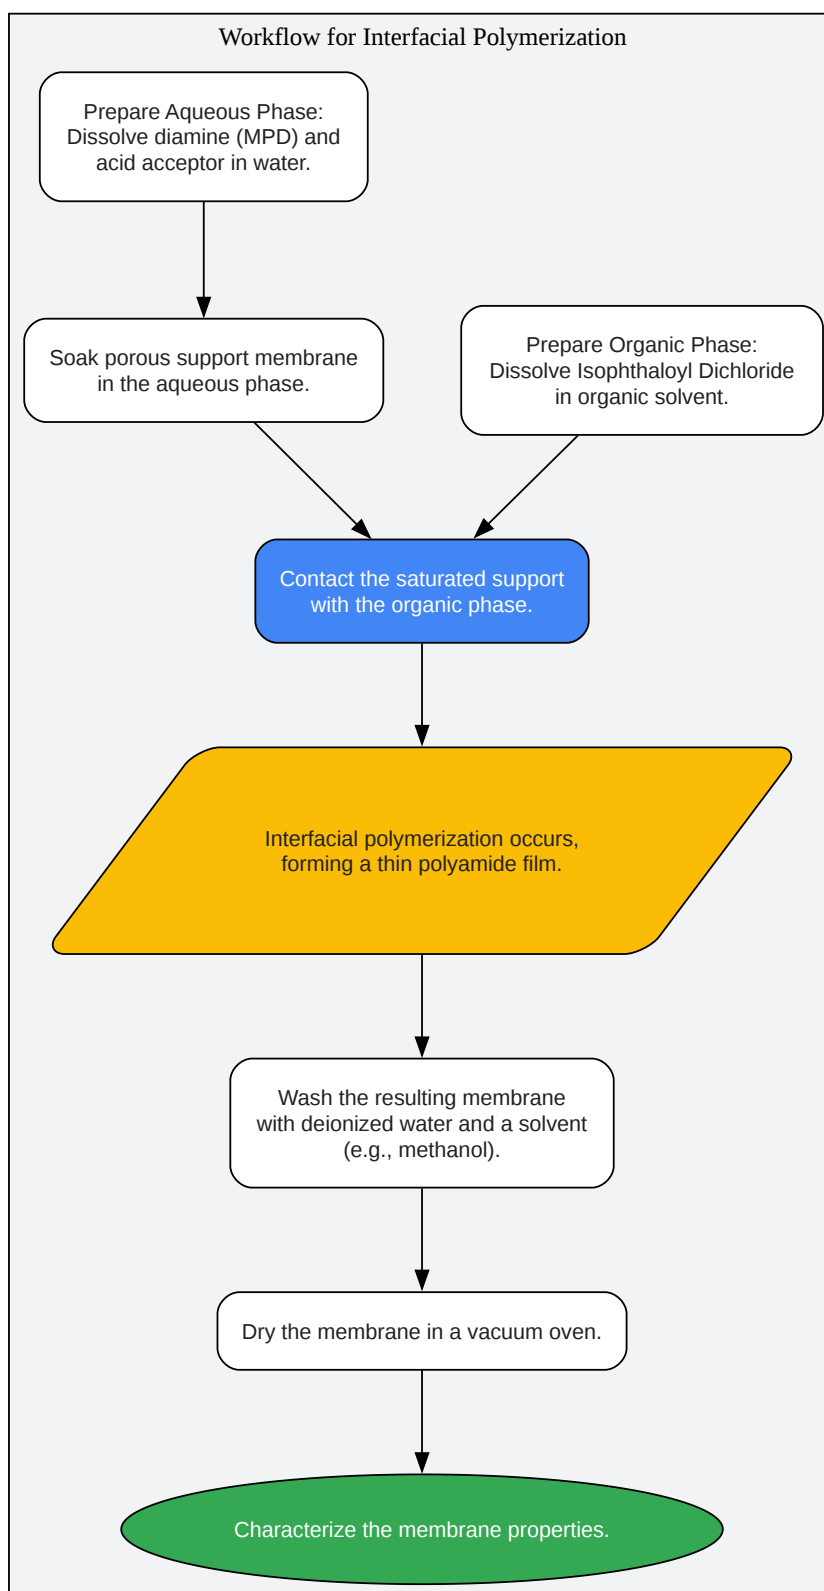 Workflow for Interfacial Polymerization
Prepare Aqueous Phase:
Dissolve diamine (MPD) and
acid acceptor in water.
Soak porous support membrane
in the aqueous phase.
Prepare Organic Phase:
Dissolve Isophthaloyl Dichloride
in organic solvent.
Contact the saturated support
with the organic phase.
Interfacial polymerization occurs,
forming a thin polyamide film.
Wash the resulting membrane
with deionized water and a solvent
(e.g., methanol).
Dry the membrane in a vacuum oven.
Characterize the membrane properties.